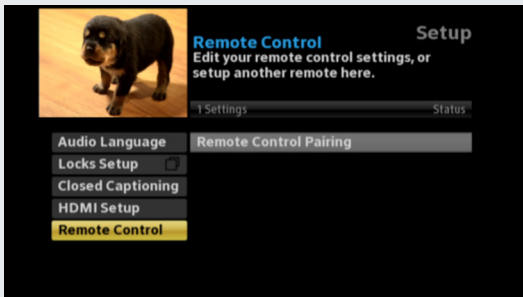 Setup
Remote Control
Edit your remote control settings, or
setup another remote here.
1 Settings Status
Audio Language
Remote Control Pairing
Locks Setup
Closed Captioning
HDMI Setup
Remote Control